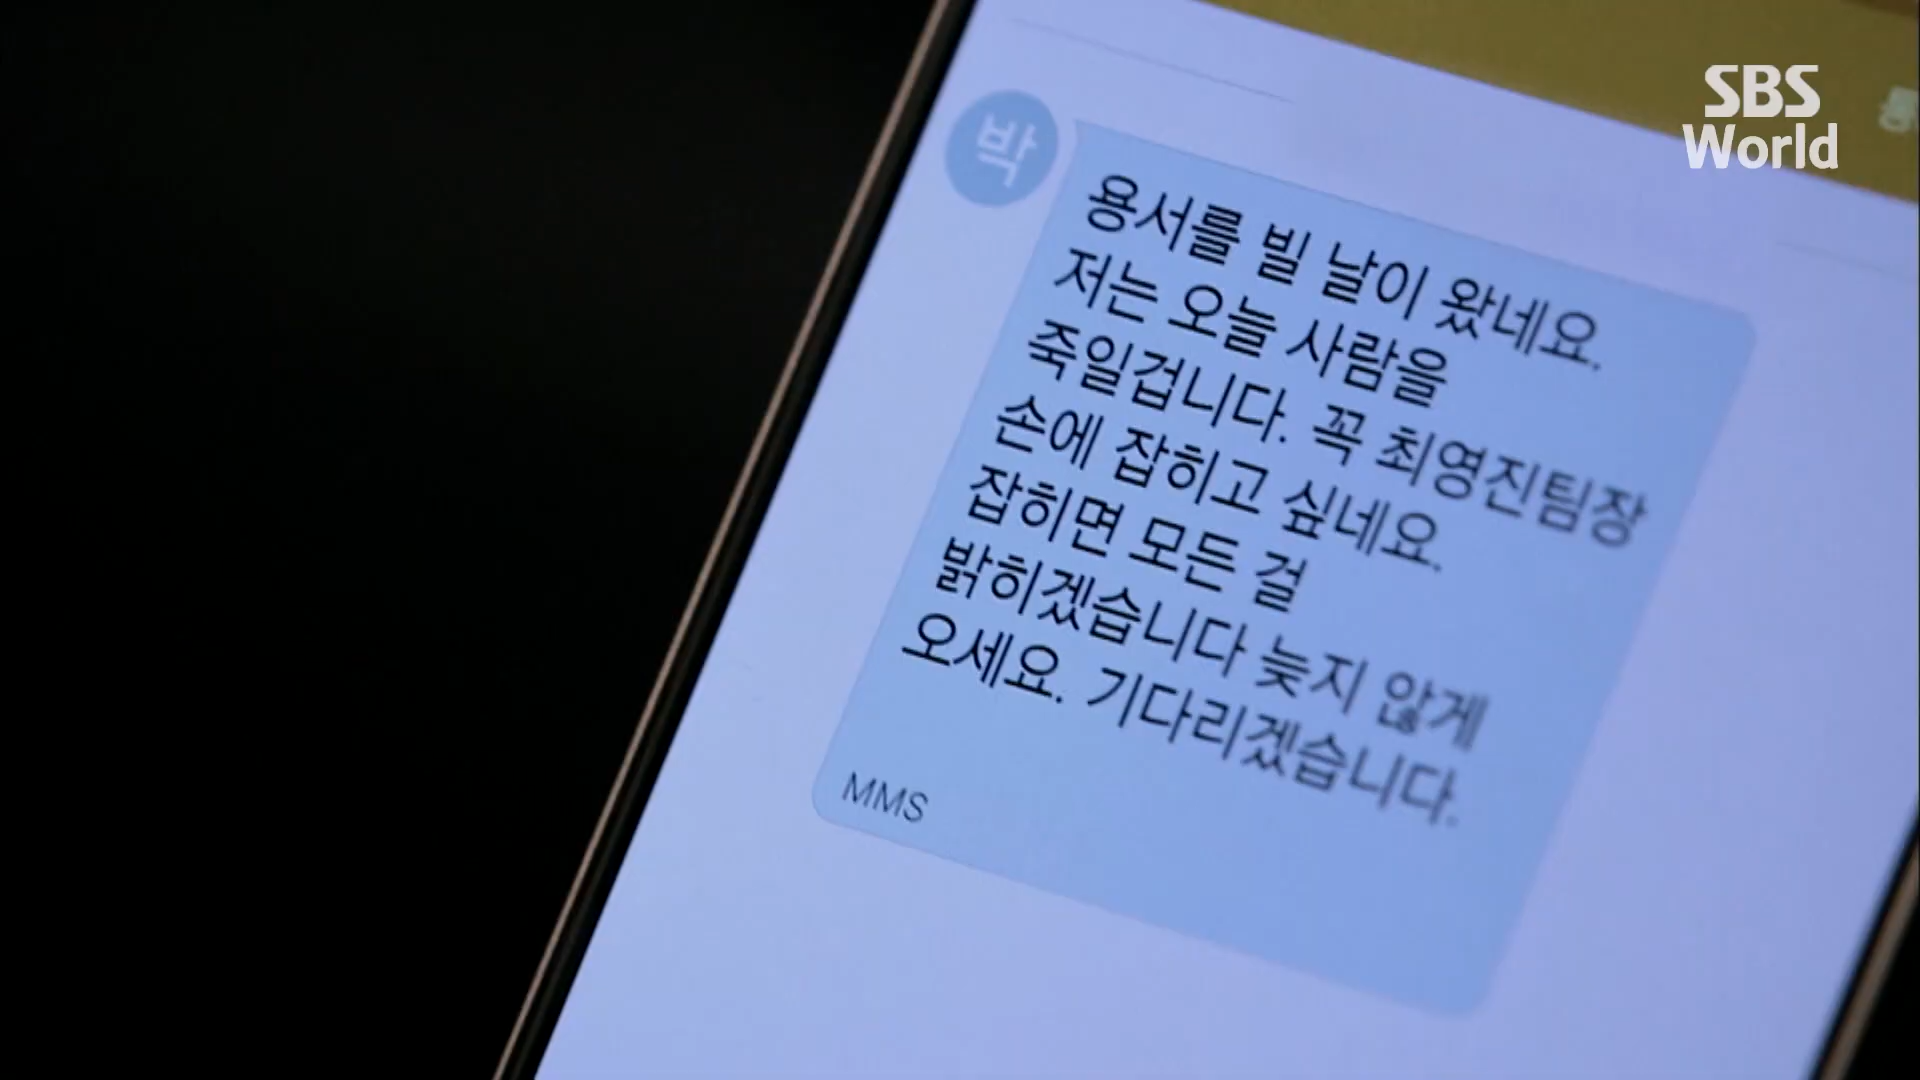 SBS
World
박
용서를 빌 날이 왔네요.
저는 오늘 사람을
죽일겁니다. 꼭 최영진팀장
손에 잡히고 싶네요.
잡히면 모든 걸
밝히겠습니다 늦지 않게
오세요. 기다리겠습니다.
MMS